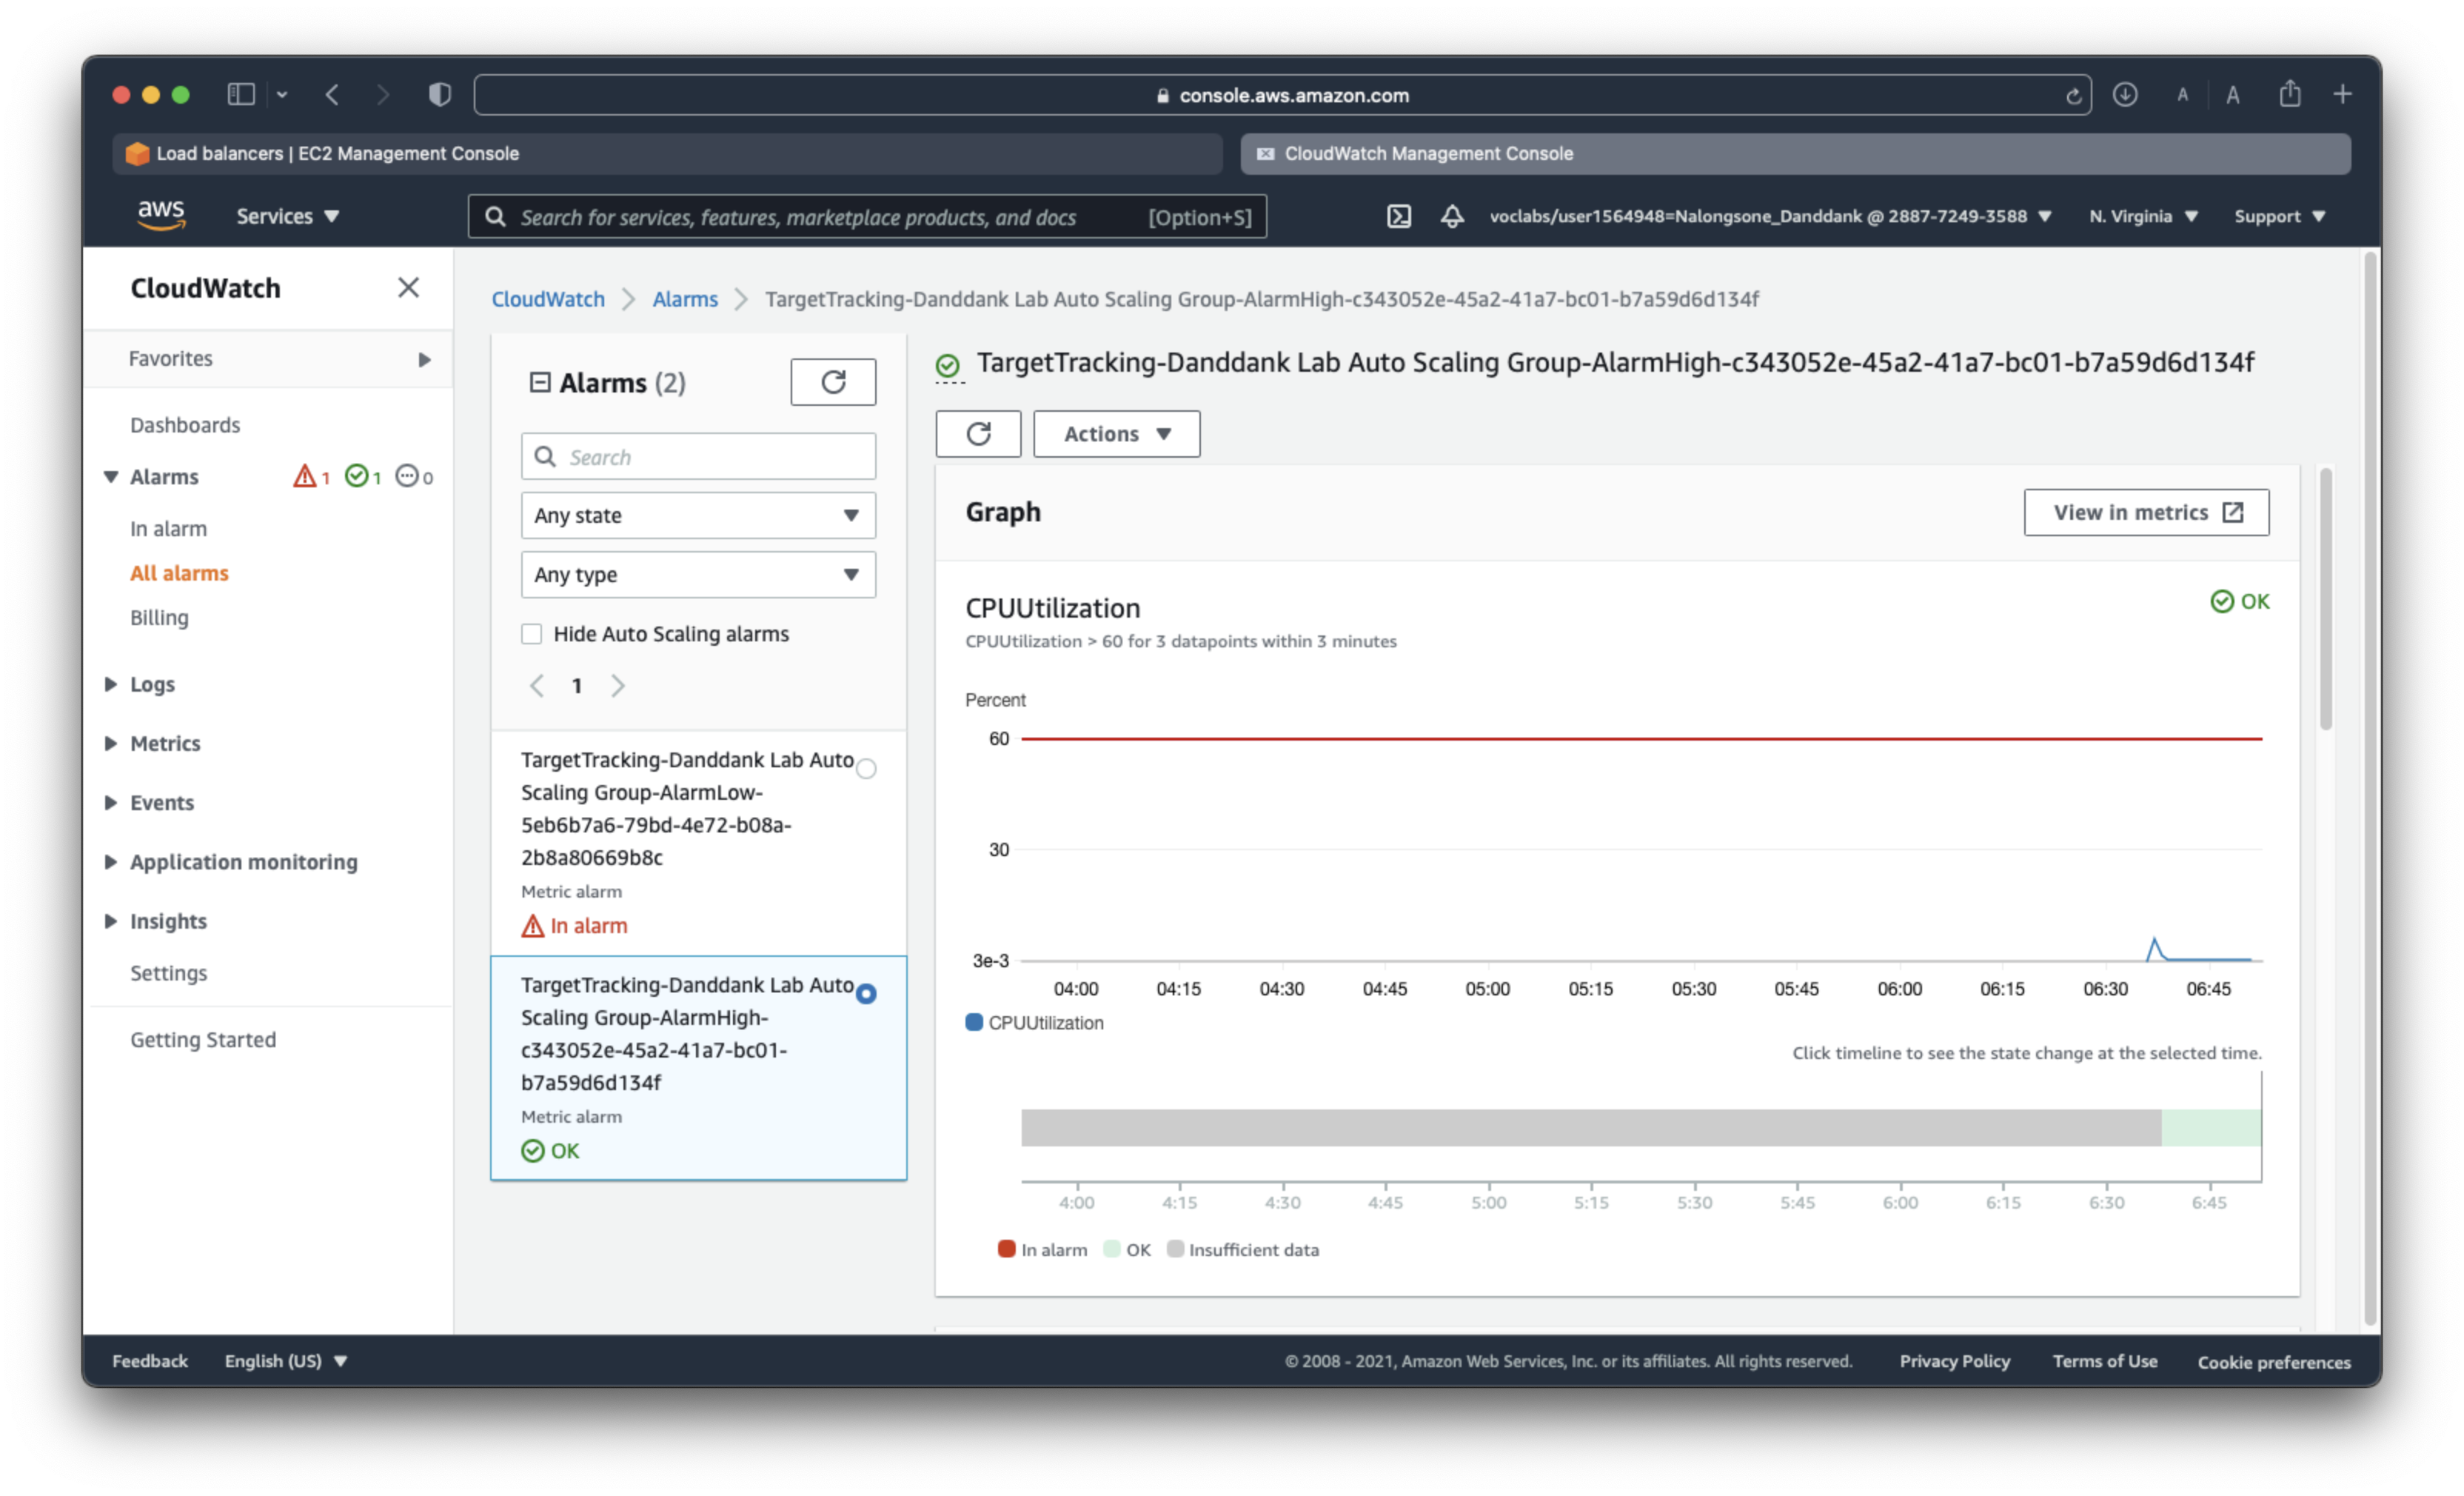 console.aws.amazon.com
A A
Load balancers | EC2 Management Console
CloudWatch Management Console
aws
Services
Search for services, features, marketplace products, and docs
[Option+S]
voclabs/user1564948=Nalongsone_Danddank @ 2887-7249-3588
N. Virginia
Support
CloudWatch
Favorites
Dashboards
Alarms 1 1 0
In alarm
All alarms
Billing
Logs
Metrics
Events
Application monitoring
Insights
Settings
Getting Started
CloudWatch > Alarms > TargetTracking-Danddank Lab Auto Scaling Group-AlarmHigh-c343052e-45a2-41a7-bc01-b7a59d6d134f
Alarms (2)
Search
Any state
Any type
Hide Auto Scaling alarms
1
TargetTracking-Danddank Lab Auto
Scaling Group-AlarmLow-
5eb6b7a6-79bd-4e72-b08a-
2b8a80669b8c
Metric alarm
In alarm
TargetTracking-Danddank Lab Auto
Scaling Group-AlarmHigh-
c343052e-45a2-41a7-bc01-
b7a59d6d134f
Metric alarm
OK
TargetTracking-Danddank Lab Auto Scaling Group-AlarmHigh-c343052e-45a2-41a7-bc01-b7a59d6d134f
Actions
Graph
View in metrics
CPUUtilization
OK
CPUUtilization > 60 for 3 datapoints within 3 minutes
Percent
60
30
3e-3
04:00 04:15 04:30 04:45 05:00 05:15 05:30 05:45 06:00 06:15 06:30 06:45
CPUUtilization
Click timeline to see the state change at the selected time.
4:00 4:15 4:30 4:45 5:00 5:15 5:30 5:45 6:00 6:15 6:30 6:45
In alarm OK Insufficient data
Feedback
English (US)
© 2008 - 2021, Amazon Web Services, Inc. or its affiliates. All rights reserved.
Privacy Policy
Terms of Use
Cookie preferences